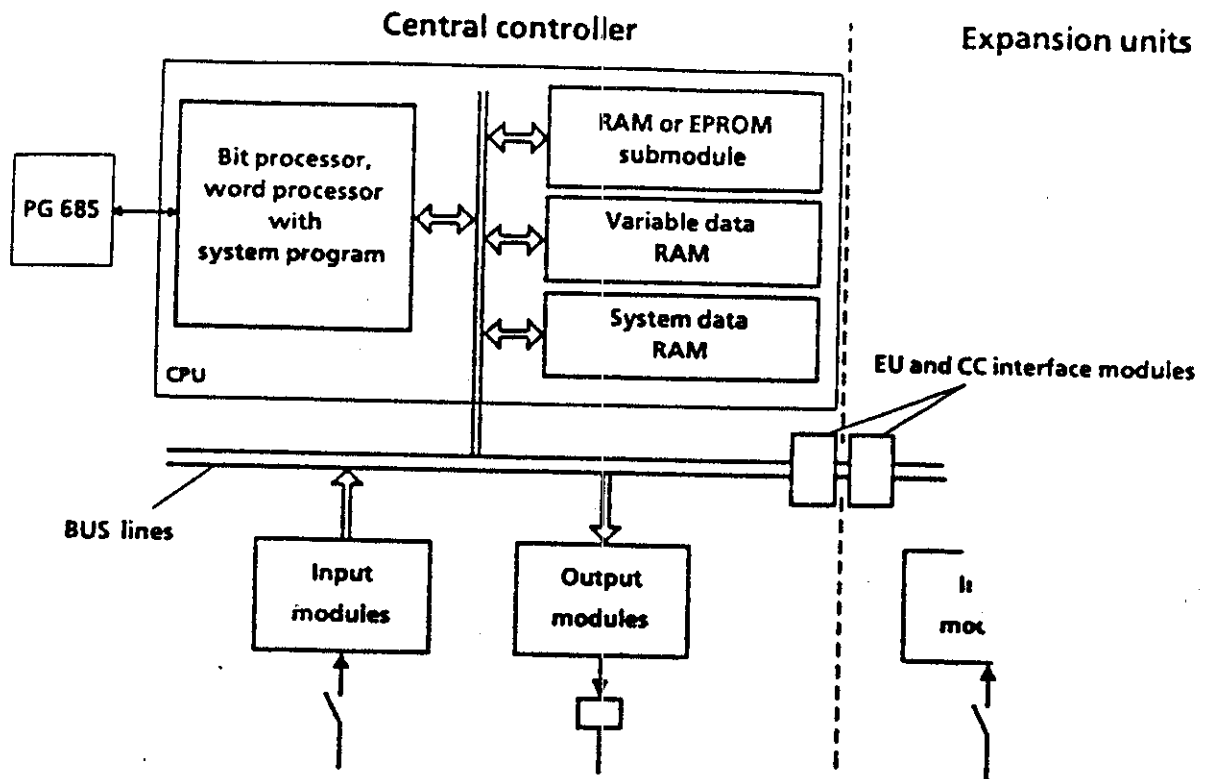 Central controller
Expansion units
PG 685
Bit processor,
word processor
with
system program
RAM or EPROM
submodule
Variable data
RAM
System data
RAM
CPU
EU and CC interface modules
BUS lines
Input
modules
Output
modules